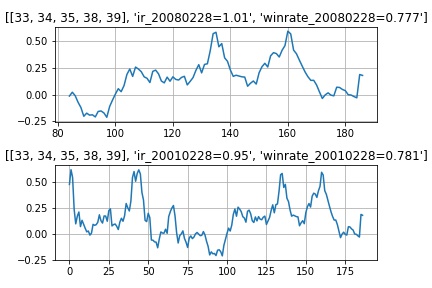 [[33, 34, 35, 38, 39], 'ir_20080228=1.01', 'winrate_20080228=0.777']
0.50
0.25
0.00
−0.25
80 100 120 140 160 180
[[33, 34, 35, 38, 39], 'ir_20010228=0.95', 'winrate_20010228=0.781']
0.50
0.25
0.00
−0.25
0 25 50 75 100 125 150 175